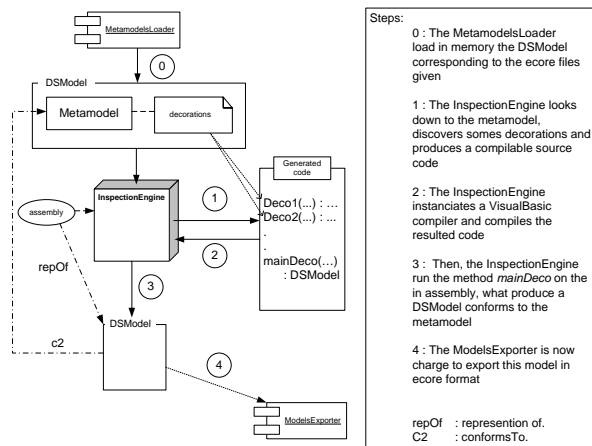 MetamodelsLoader
0
DSModel
Metamodel
decorations
Generated
code
InspectionEngine
1
Deco1(...) : ...
Deco2(...) : ...
.
.
mainDeco(...)
: DSModel
assembly
2
repOf
3
DSModel
c2
4
ModelsExporter
Steps:
0 : The MetamodelsLoader
load in memory the DSModel
corresponding to the ecore files
given
1 : The InspectionEngine looks
down to the metamodel,
discovers somes decorations and
produces a compilable source
code
2 : The InspectionEngine
instanciates a VisualBasic
compiler and compiles the
resulted code
3 : Then, the InspectionEngine
run the method mainDeco on the
in assembly, what produce a
DSModel conforms to the
metamodel
4 : The ModelsExporter is now
charge to export this model in
ecore format
repOf : represention of.
C2 : conformsTo.